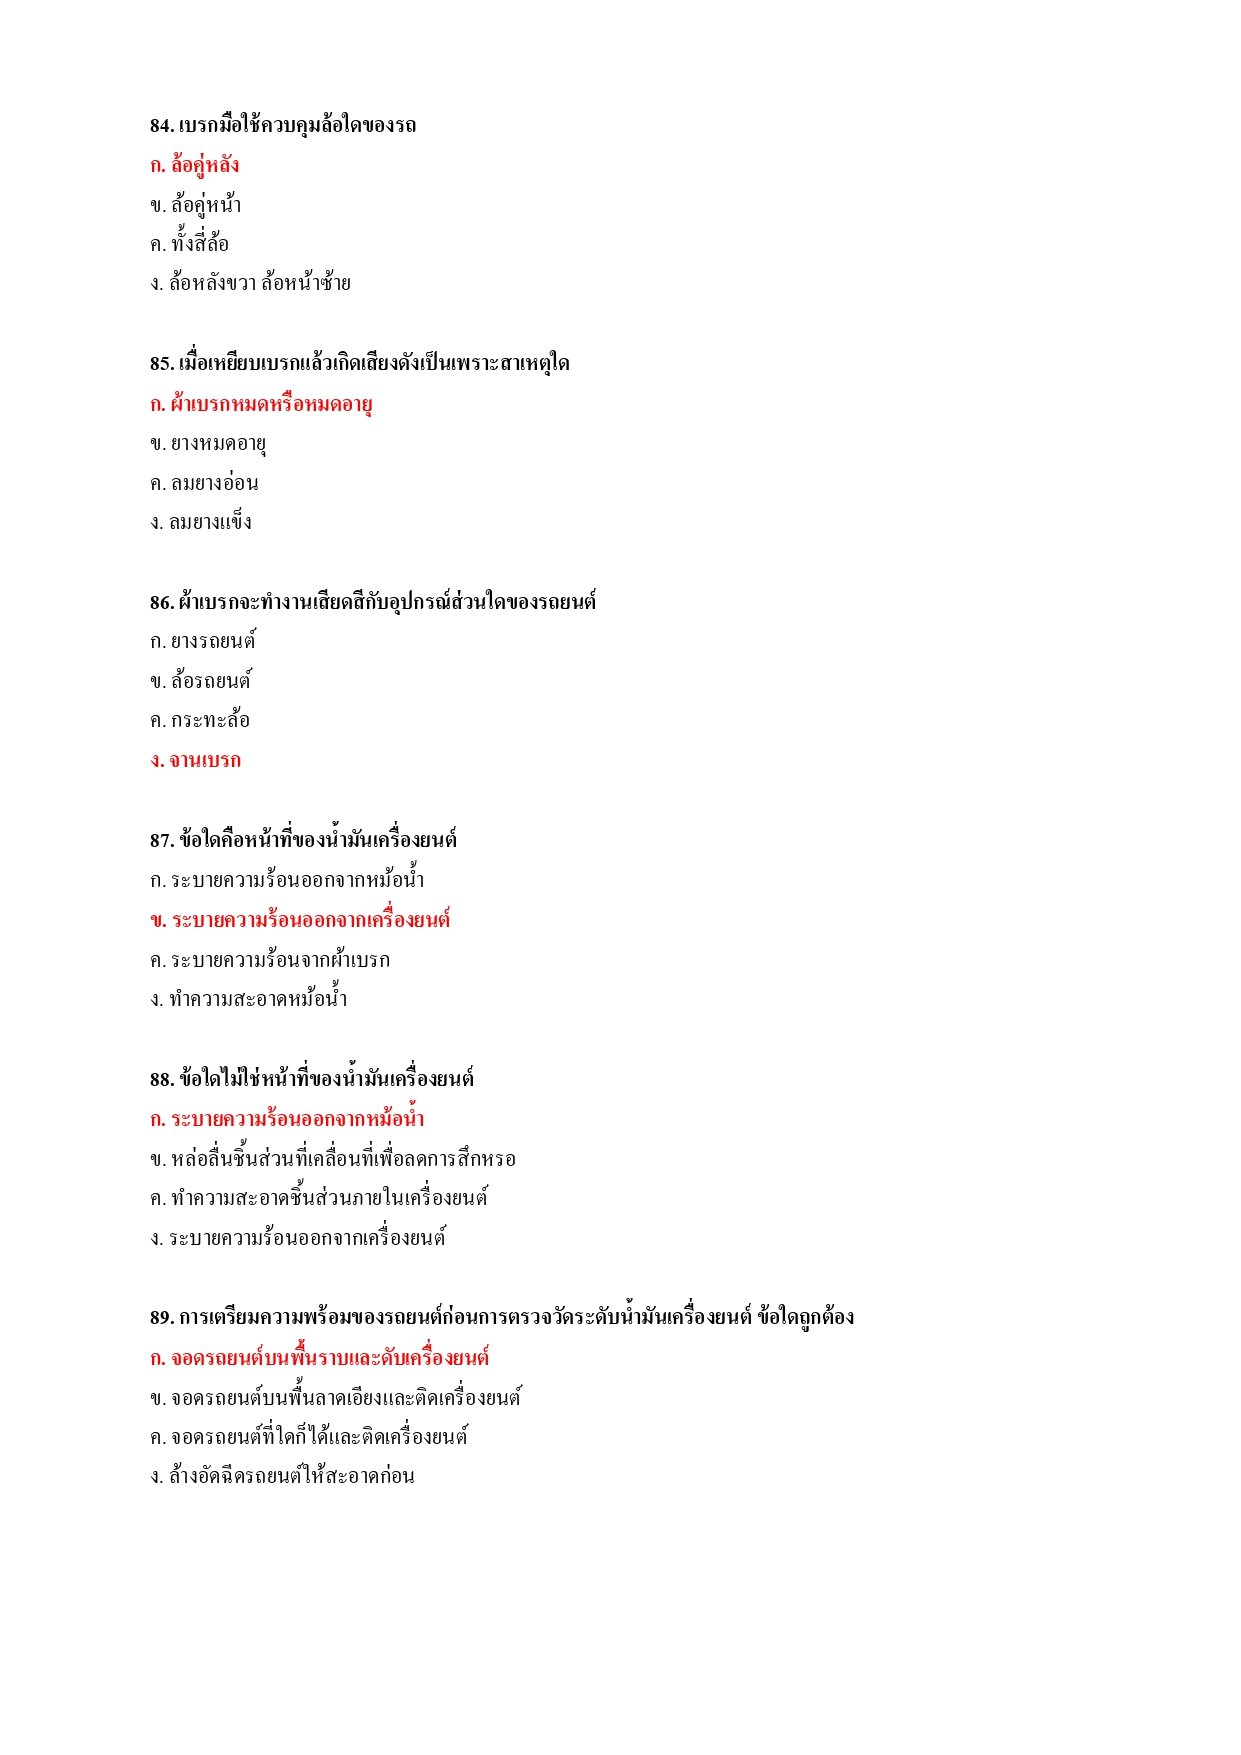 84. เบรกมือใช้ควบคุมล้อใดของรถ
ก. ล้อคู่หลัง
ข. ล้อคู่หน้า
ค. ทั้งสี่ล้อ
ง. ล้อหลังขวา ล้อหน้าซ้าย
85. เมื่อเหยียบเบรกแล้วเกิดเสียงดังเป็นเพราะสาเหตุใด
ก. ผ้าเบรกหมดหรือหมดอายุ
ข. ยางหมดอายุ
ค. ลมยางอ่อน
ง. ลมยางแข็ง
86. ผ้าเบรกจะทำงานเสียดสีกับอุปกรณ์ส่วนใดของรถยนต์
ก. ยางรถยนต์
ข. ล้อรถยนต์
ค. กระทะล้อ
ง. จานเบรก
87. ข้อใดคือหน้าที่ของน้ำมันเครื่องยนต์
ก. ระบายความร้อนออกจากหม้อน้ำ
ข. ระบายความร้อนออกจากเครื่องยนต์
ค. ระบายความร้อนจากผ้าเบรก
ง. ทำความสะอาดหม้อน้ำ
88. ข้อใดไม่ใช่หน้าที่ของน้ำมันเครื่องยนต์
ก. ระบายความร้อนออกจากหม้อน้ำ
ข. หล่อลื่นชิ้นส่วนที่เคลื่อนที่เพื่อลดการสึกหรอ
ค. ทำความสะอาดชิ้นส่วนภายในเครื่องยนต์
ง. ระบายความร้อนออกจากเครื่องยนต์
89. การเตรียมความพร้อมของรถยนต์ก่อนการตรวจวัดระดับน้ำมันเครื่องยนต์ ข้อใดถูกต้อง
ก. จอดรถยนต์บนพื้นราบและดับเครื่องยนต์
ข. จอดรถยนต์บนพื้นลาดเอียงและติดเครื่องยนต์
ค. จอดรถยนต์ที่ใดก็ได้และติดเครื่องยนต์
ง. ล้างอัดฉีดรถยนต์ให้สะอาดก่อน